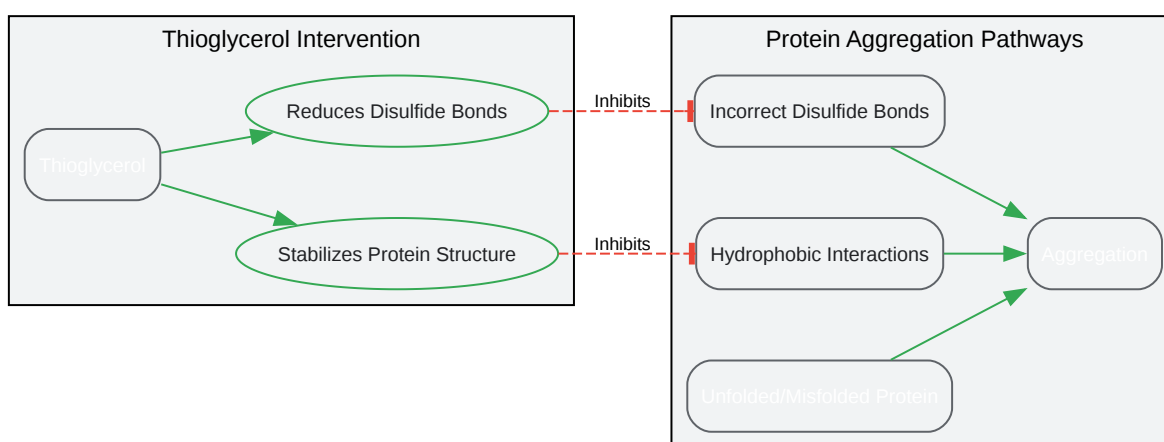 Thioglycerol Intervention
Protein Aggregation Pathways
Reduces Disulfide Bonds
Inhibits
Incorrect Disulfide Bonds
Thioglycerol
Stabilizes Protein Structure
Inhibits
Hydrophobic Interactions
Aggregation
Unfolded/Misfolded Protein